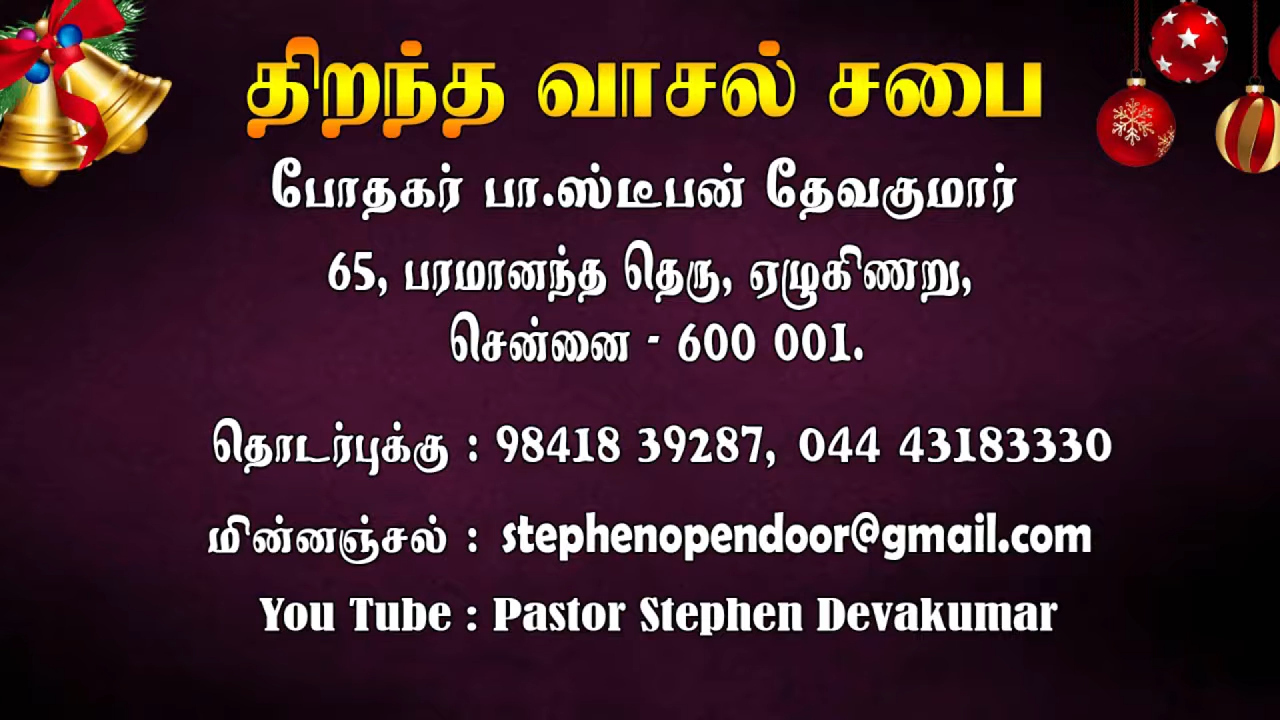 திறந்த வாசல் சபை
போதகர் பா.ஸ்டீபன் தேவகுமார்
65, பரமானந்த தெரு, ஏழுகிணறு,
சென்னை - 600 001.
தொடர்புக்கு : 98418 39287, 044 43183330
மின்னஞ்சல் : stephenopendoor@gmail.com
You Tube : Pastor Stephen Devakumar